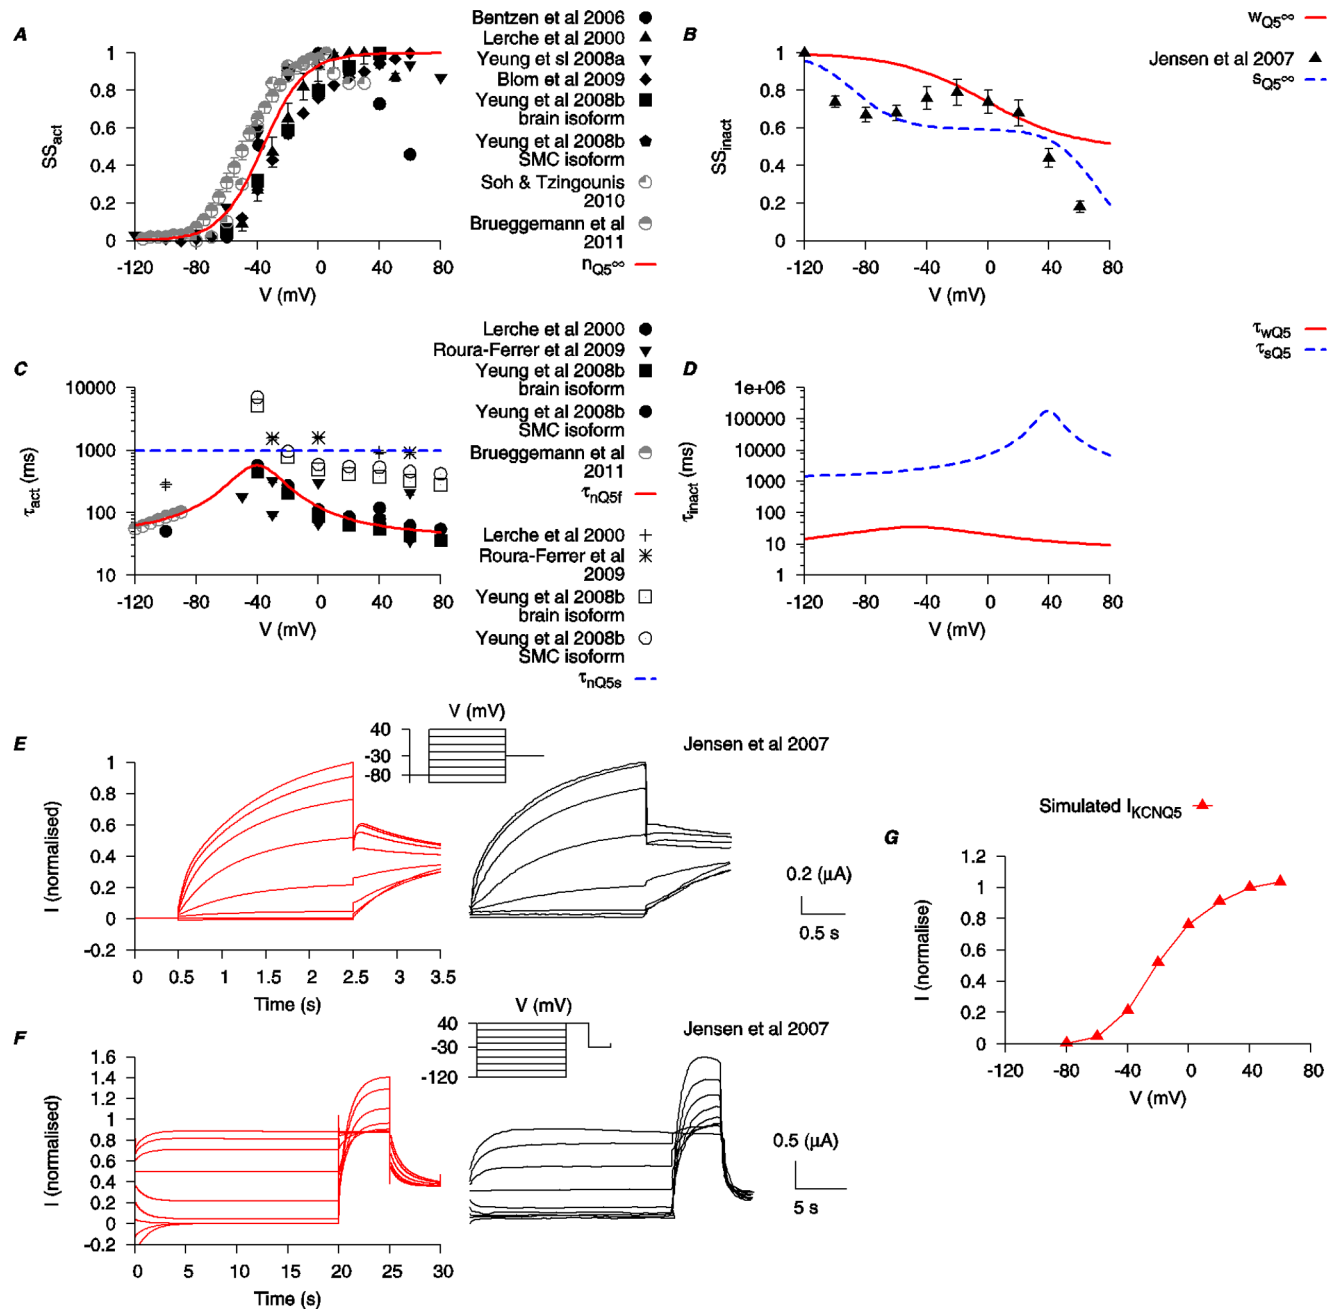 A
SS_act
1
0.8
0.6
0.4
0.2
0
-120 -80 -40 0 40 80
V (mV)
Bentzen et al 2006
Lerche et al 2000
Yeung et sl 2008a
Blom et al 2009
Yeung et al 2008b
brain isoform
Yeung et al 2008b
SMC isoform
Soh & Tzingounis
2010
Brueggemann et al
2011
n_Q5∞
B
SS_inact
1
0.8
0.6
0.4
0.2
0
-120 -80 -40 0 40 80
V (mV)
w_Q5∞
Jensen et al 2007
s_Q5∞
C
τ_act (ms)
10000
1000
100
10
-120 -80 -40 0 40 80
V (mV)
Lerche et al 2000
Roura-Ferrer et al 2009
Yeung et al 2008b
brain isoform
Yeung et al 2008b
SMC isoform
Brueggemann et al
2011
τ_nQ5f
Lerche et al 2000
Roura-Ferrer et al
2009
Yeung et al 2008b
brain isoform
Yeung et al 2008b
SMC isoform
τ_nQ5s
D
τ_inact (ms)
1e+06
100000
10000
1000
100
10
1
-120 -80 -40 0 40 80
V (mV)
τ_wQ5
τ_sQ5
E
I (normalised)
1
0.8
0.6
0.4
0.2
0
-0.2
0 0.5 1 1.5 2 2.5 3 3.5
Time (s)
V (mV)
40
-30
-80
Jensen et al 2007
0.2 (μA)
0.5 s
F
I (normalised)
1.6
1.4
1.2
1
0.8
0.6
0.4
0.2
0
-0.2
0 5 10 15 20 25 30
Time (s)
V (mV)
40
-30
-120
Jensen et al 2007
0.5 (μA)
5 s
G
Simulated I_KCNQ5
I (normalise)
1.2
1
0.8
0.6
0.4
0.2
0
-120 -80 -40 0 40 80
V (mV)